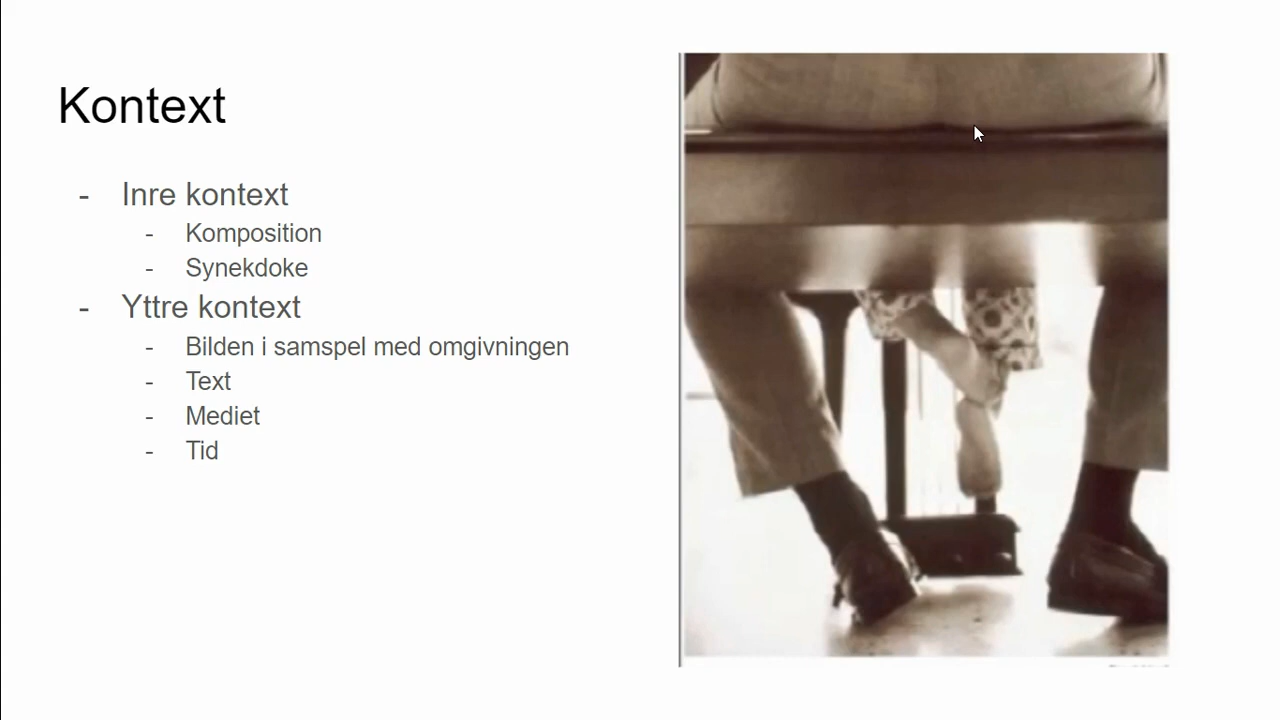 Kontext
- Inre kontext
- Komposition
- Synekdoke
- Yttre kontext
- Bilden i samspel med omgivningen
- Text
- Mediet
- Tid